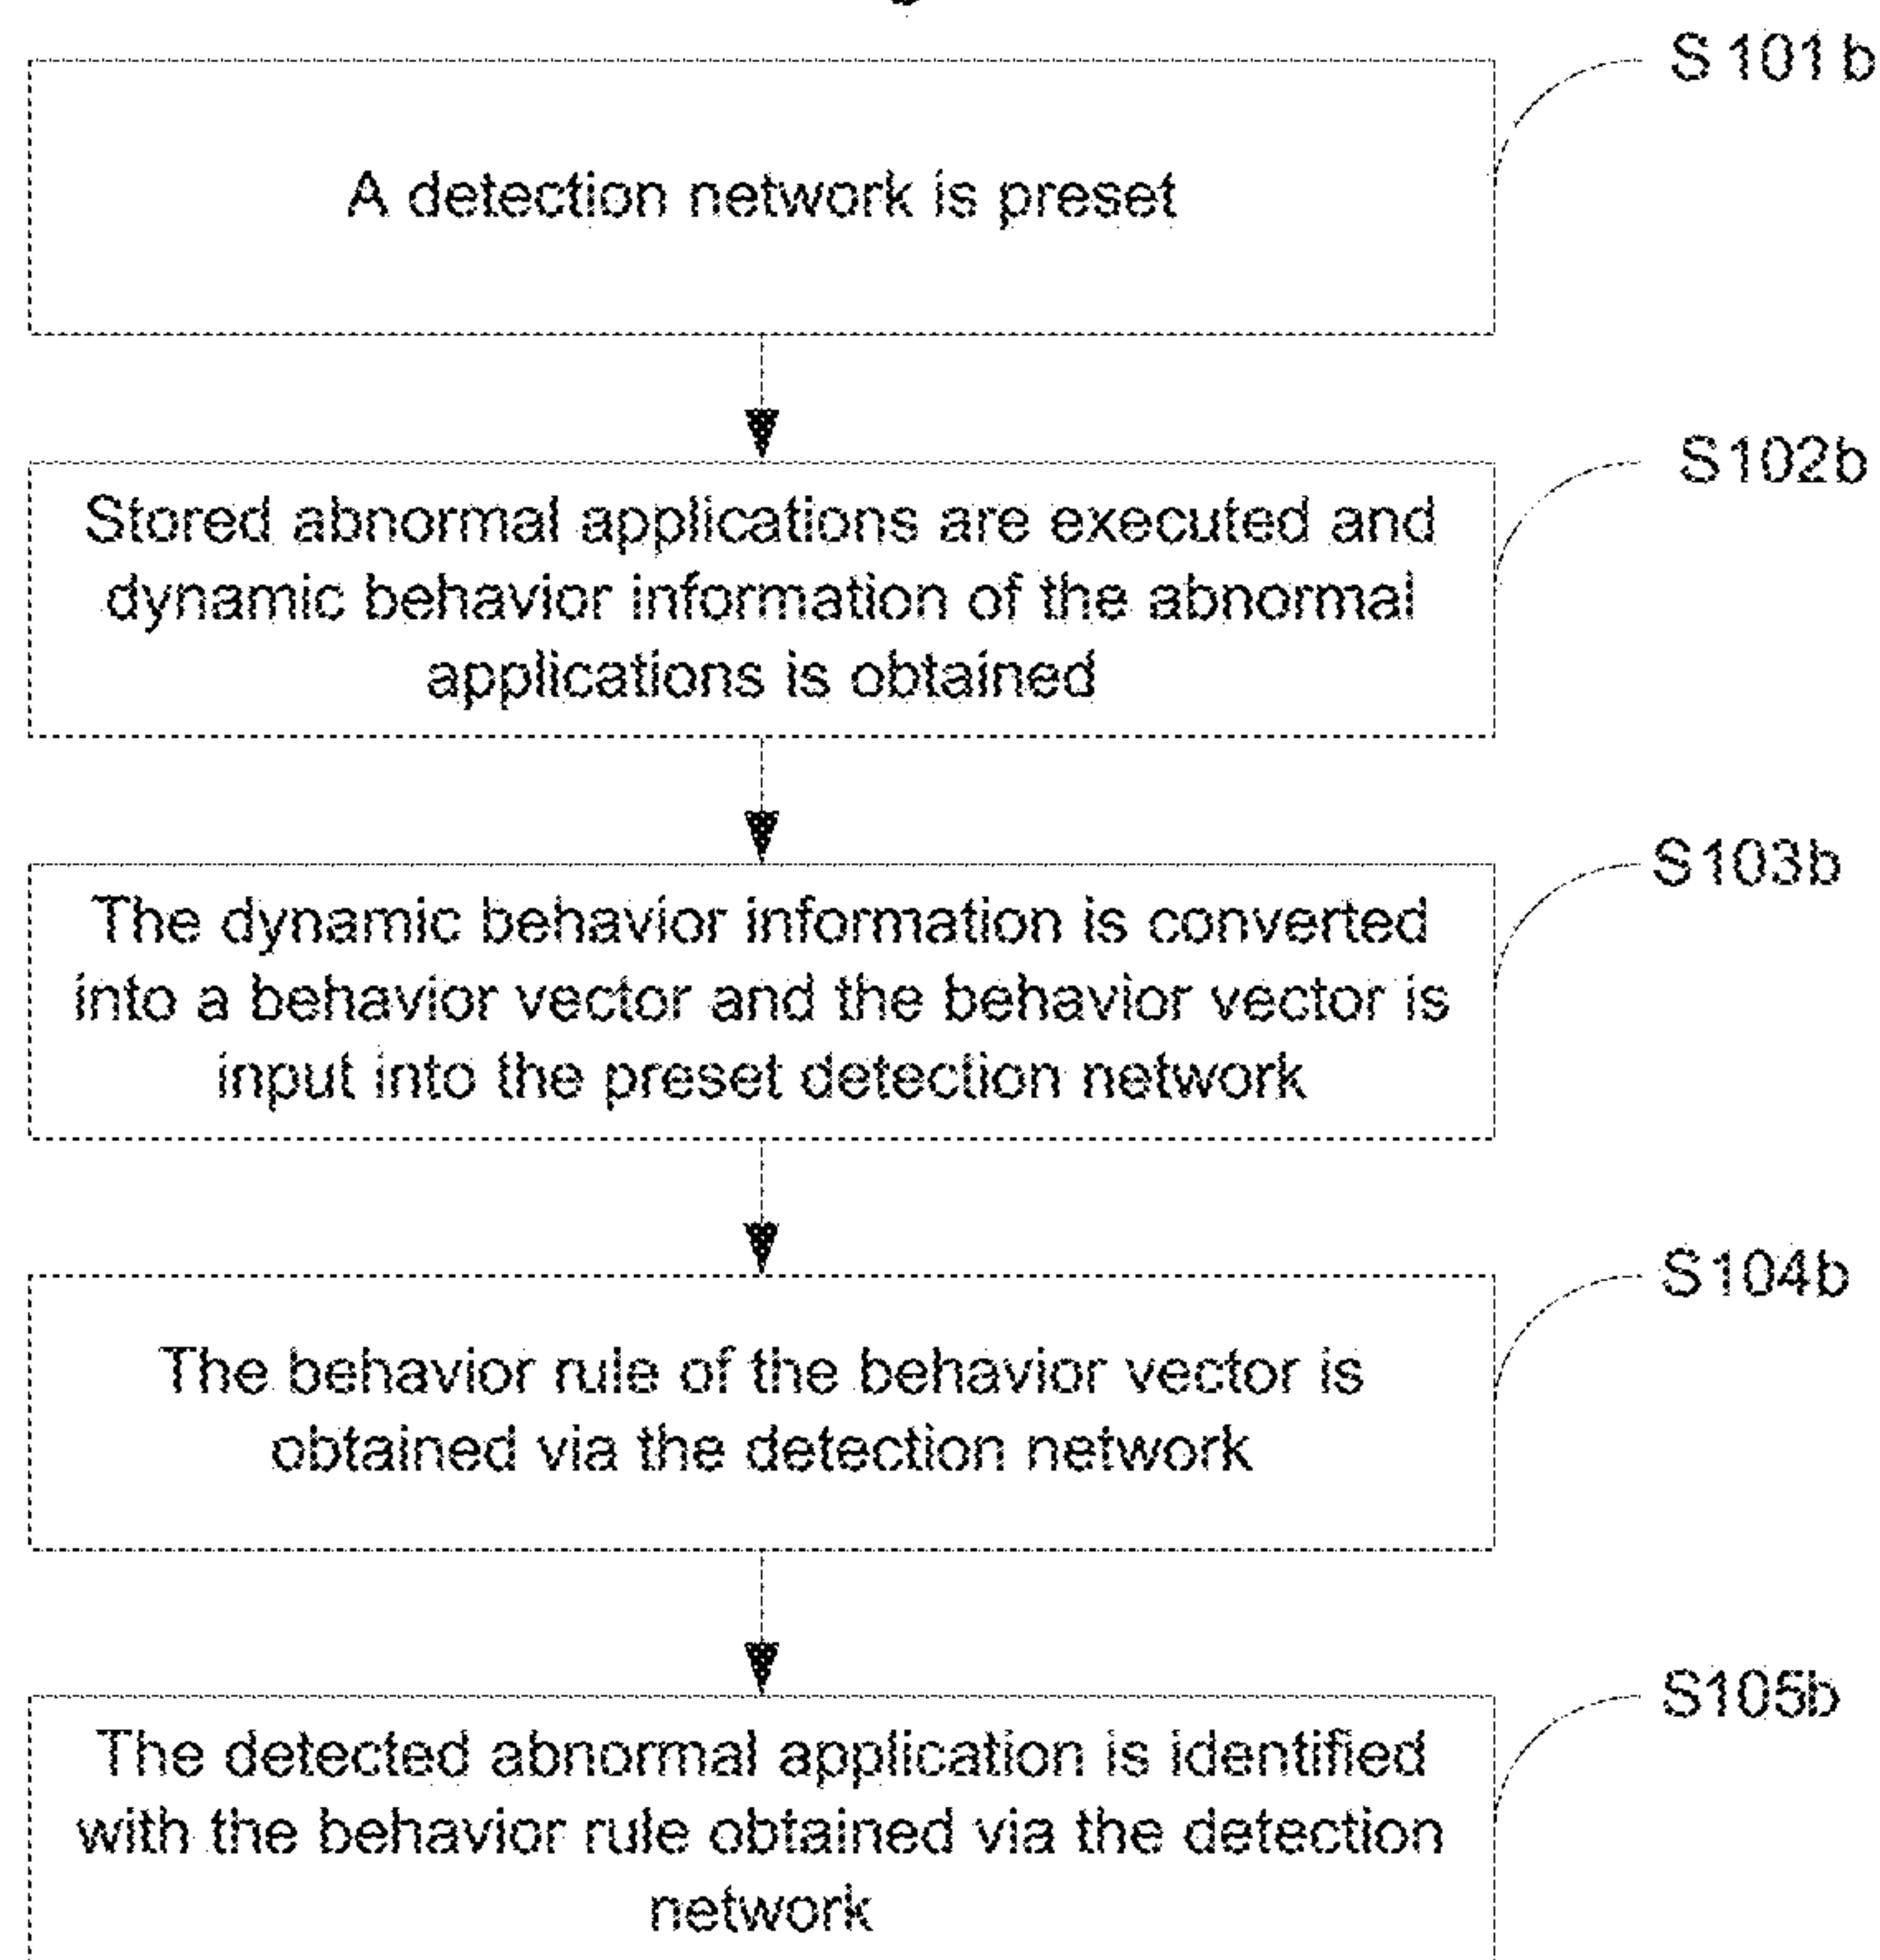 S101b
A detection network is preset
S102b
Stored abnormal applications are executed and
dynamic behavior information of the abnormal
applications is obtained
S103b
The dynamic behavior information is converted
into a behavior vector and the behavior vector is
input into the preset detection network
S104b
The behavior rule of the behavior vector is
obtained via the detection network
S105b
The detected abnormal application is identified
with the behavior rule obtained via the detection
network